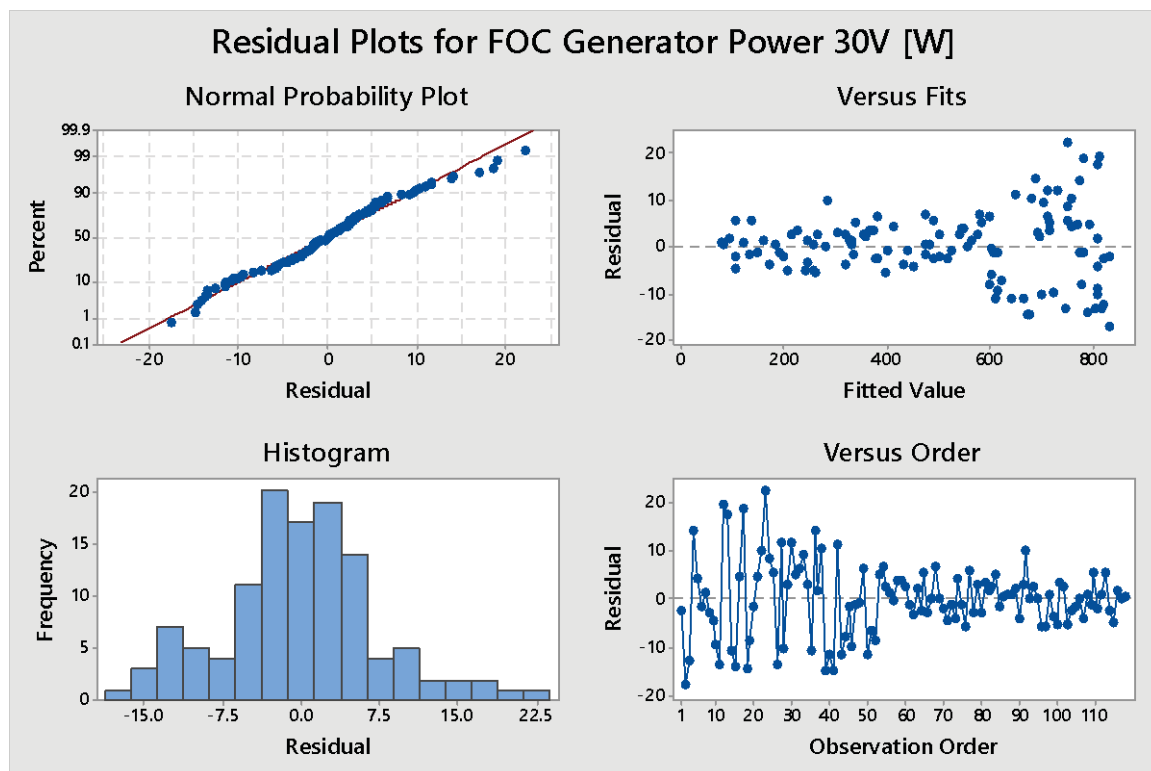 Residual Plots for FOC Generator Power 30V [W]
Normal Probability Plot
99.9
99
90
50
10
1
0.1
Percent
-20 -10 0 10 20
Residual
Versus Fits
20
10
0
-10
-20
Residual
0 200 400 600 800
Fitted Value
Histogram
20
15
10
5
0
Frequency
-15.0 -7.5 0.0 7.5 15.0 22.5
Residual
Versus Order
20
10
0
-10
-20
Residual
1 10 20 30 40 50 60 70 80 90 100 110
Observation Order